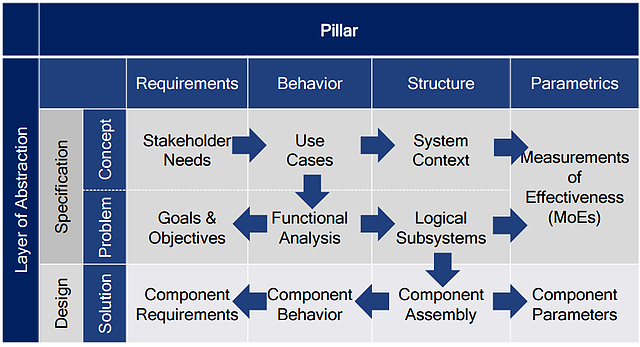 Pillar
Requirements
Behavior
Structure
Parametrics
Layer of Abstraction
Specification
Concept
Stakeholder
Needs
Use
Cases
System
Context
Measurements
of
Effectiveness
(MoEs)
Problem
Goals &
Objectives
Functional
Analysis
Logical
Subsystems
Design
Solution
Component
Requirements
Component
Behavior
Component
Assembly
Component
Parameters